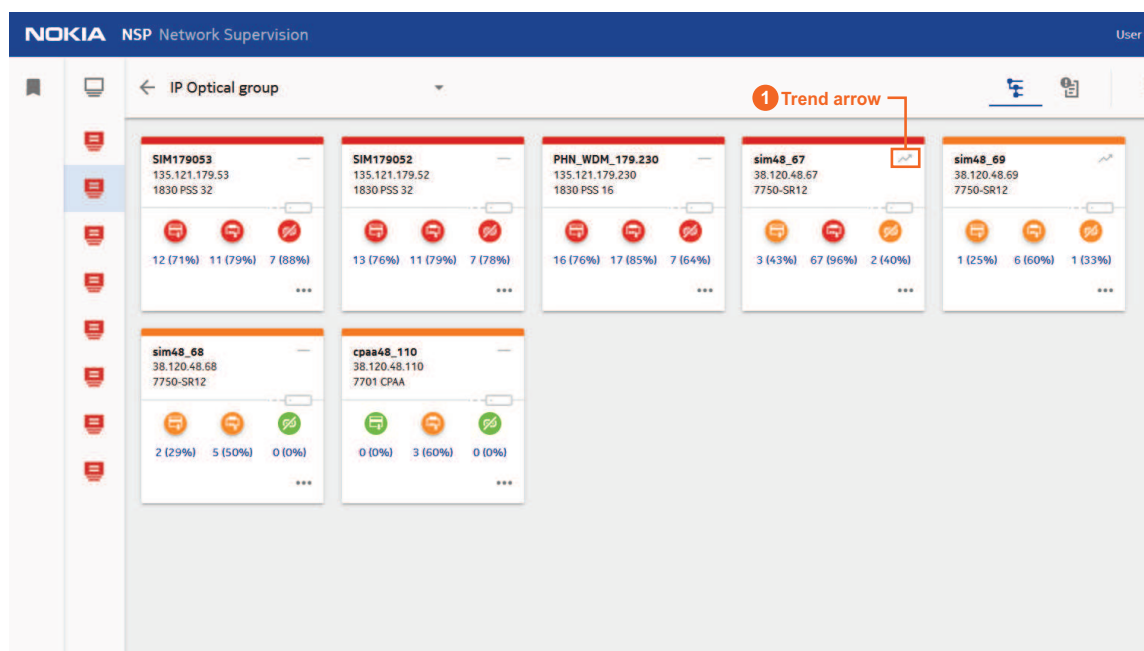 NOKIA NSP Network Supervision
User
IP Optical group
1 Trend arrow
SIM179053
135.121.179.53
1830 PSS 32
12 (71%) 11 (79%) 7 (88%)
SIM179052
135.121.179.52
1830 PSS 32
13 (76%) 11 (79%) 7 (78%)
PHN_WDM_179.230
135.121.179.230
1830 PSS 16
16 (76%) 17 (85%) 7 (64%)
sim48_67
38.120.48.67
7750-SR12
3 (43%) 67 (96%) 2 (40%)
sim48_69
38.120.48.69
7750-SR12
1 (25%) 6 (60%) 1 (33%)
sim48_68
38.120.48.68
7750-SR12
2 (29%) 5 (50%) 0 (0%)
cpaa48_110
38.120.48.110
7701 CPAA
0 (0%) 3 (60%) 0 (0%)